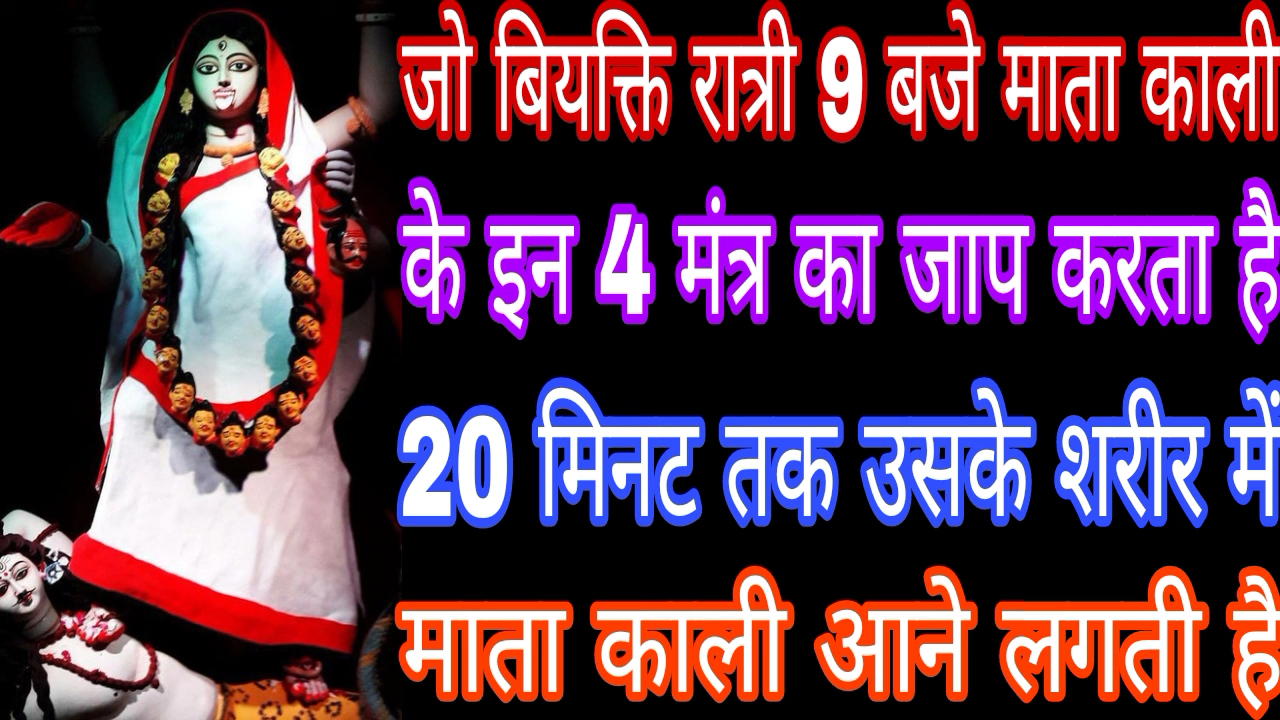 जो बियक्ति रात्री 9 बजे माता काली
के इन 4 मंत्र का जाप करता है
20 मिनट तक उसके शरीर में
माता काली आने लगती है